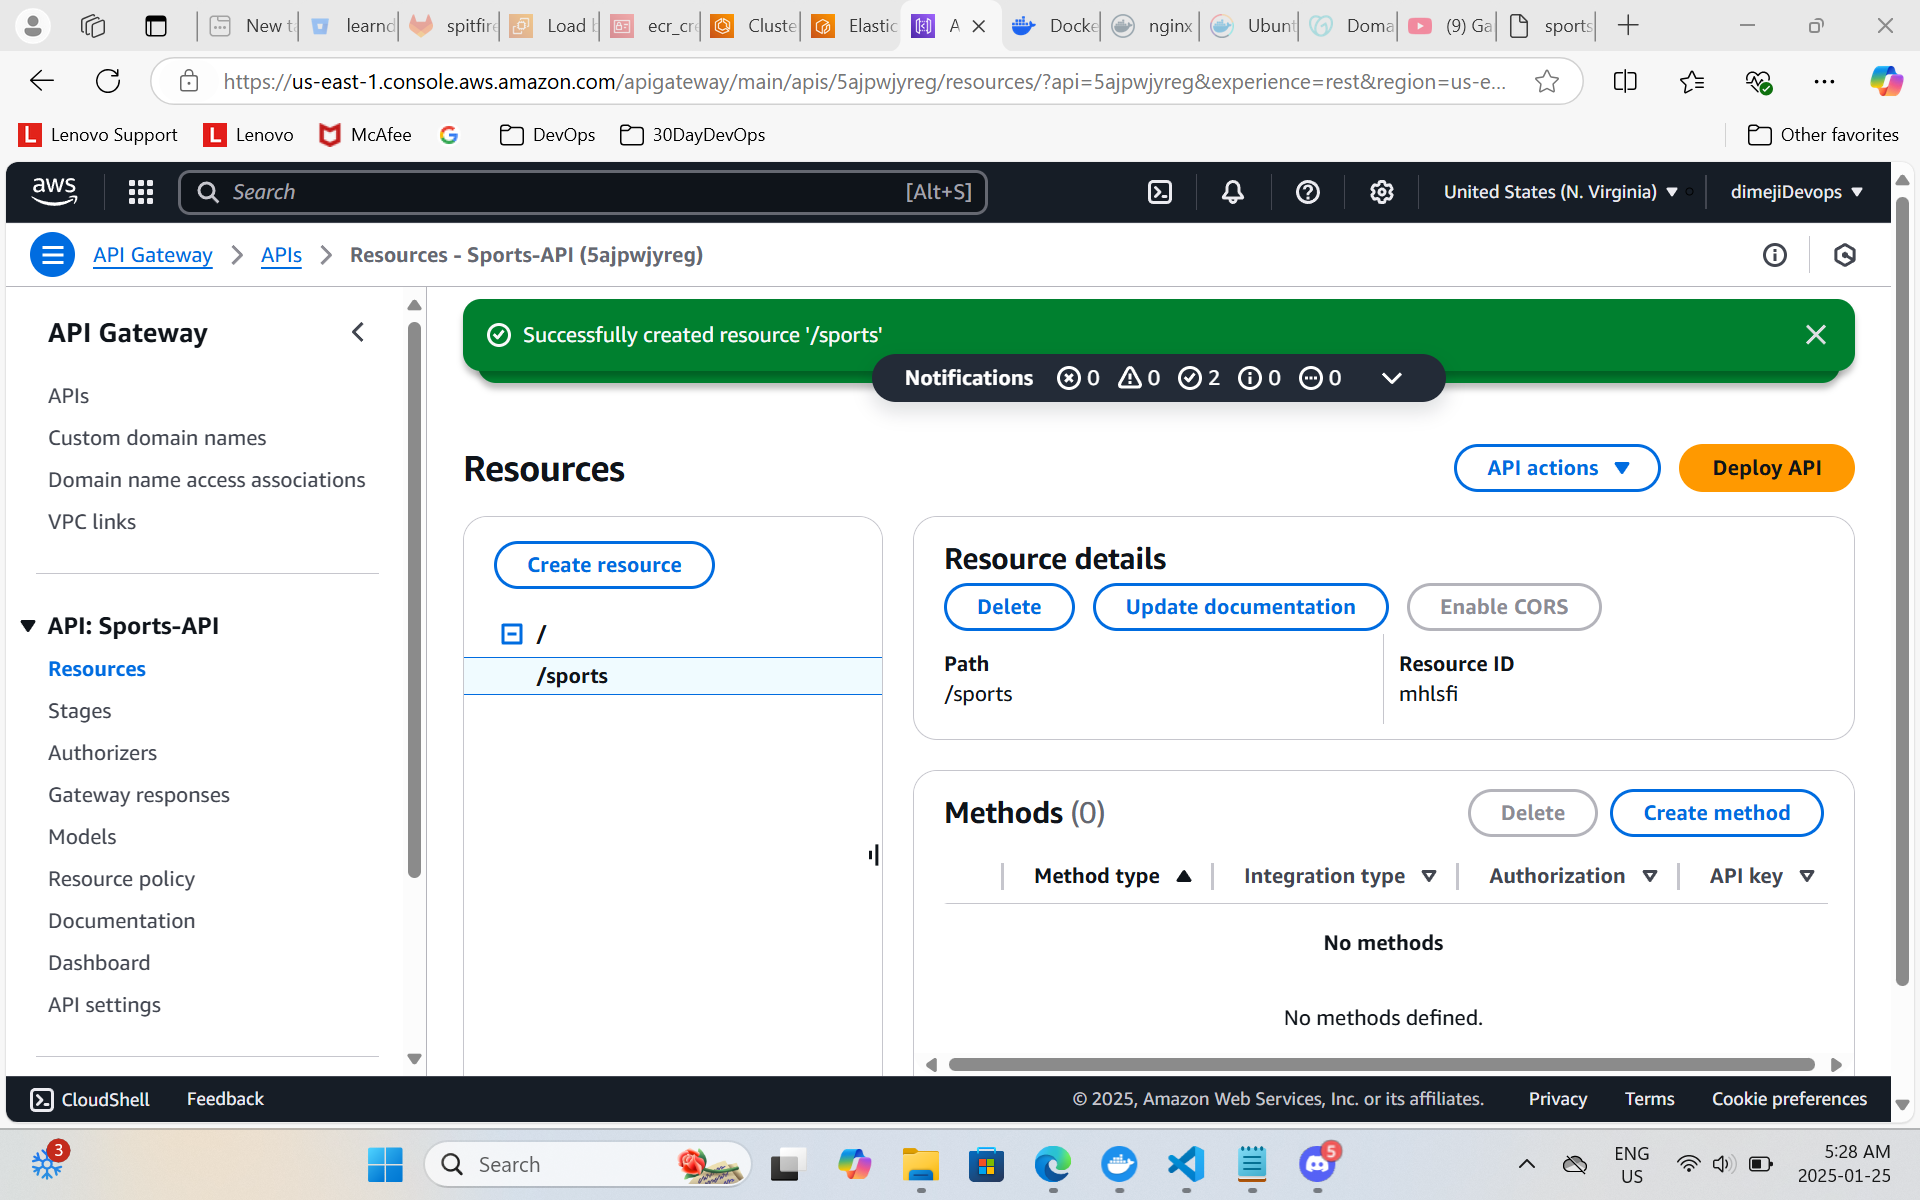 New ta
learnd
spitfire
Load b
ecr_cre
Cluste
Elastic
A
Docke
nginx
Ubunt
Doma
(9) Ga
sports
https://us-east-1.console.aws.amazon.com/apigateway/main/apis/5ajpwjyreg/resources/?api=5ajpwjyreg&experience=rest&region=us-e...
Lenovo Support
Lenovo
McAfee
DevOps
30DayDevOps
Other favorites
aws
Search
[Alt+S]
United States (N. Virginia)
dimejiDevops
API Gateway
APIs
Resources - Sports-API (5ajpwjyreg)
API Gateway
APIs
Custom domain names
Domain name access associations
VPC links
API: Sports-API
Resources
Stages
Authorizers
Gateway responses
Models
Resource policy
Documentation
Dashboard
API settings
Successfully created resource '/sports'
Notifications 0 0 2 0 0
Resources
API actions
Deploy API
Create resource
/
/sports
Resource details
Delete
Update documentation
Enable CORS
Path
/sports
Resource ID
mhlsfi
Methods (0)
Delete
Create method
Method type
Integration type
Authorization
API key
No methods
No methods defined.
CloudShell
Feedback
© 2025, Amazon Web Services, Inc. or its affiliates.
Privacy
Terms
Cookie preferences
3
Search
5
ENG
US
5:28 AM
2025-01-25